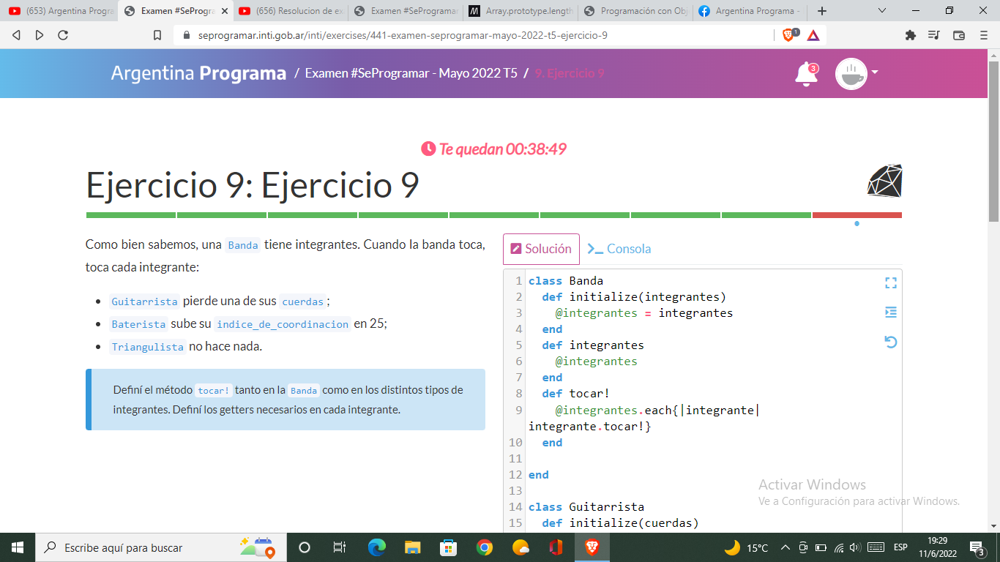 (653) Argentina Progra
Examen #SeProgra
(656) Resolucion de ex
Examen #SeProgramar
Array.prototype.length
Programación con Obj
Argentina Programa -
seprogramar.inti.gob.ar/inti/exercises/441-examen-seprogramar-mayo-2022-t5-ejercicio-9
1
Argentina Programa / Examen #SeProgramar - Mayo 2022 T5 / 9. Ejercicio 9
3
Te quedan 00:38:49
Ejercicio 9: Ejercicio 9
Como bien sabemos, una Banda tiene integrantes. Cuando la banda toca,
toca cada integrante:
Guitarrista pierde una de sus cuerdas;
Baterista sube su indice_de_coordinacion en 25;
Triangulista no hace nada.
Definí el método tocar! tanto en la Banda como en los distintos tipos de
integrantes. Definí los getters necesarios en cada integrante.
Solución
Consola
1 class Banda
2 def initialize(integrantes)
3 @integrantes = integrantes
4 end
5 def integrantes
6 @integrantes
7 end
8 def tocar!
9 @integrantes.each{|integrante|
integrante.tocar!}
10 end
11
12 end
13
14 class Guitarrista
15 def initialize(cuerdas)
Activar Windows
Ve a Configuración para activar Windows.
Escribe aquí para buscar
15°C
ESP
19:29
11/6/2022
3